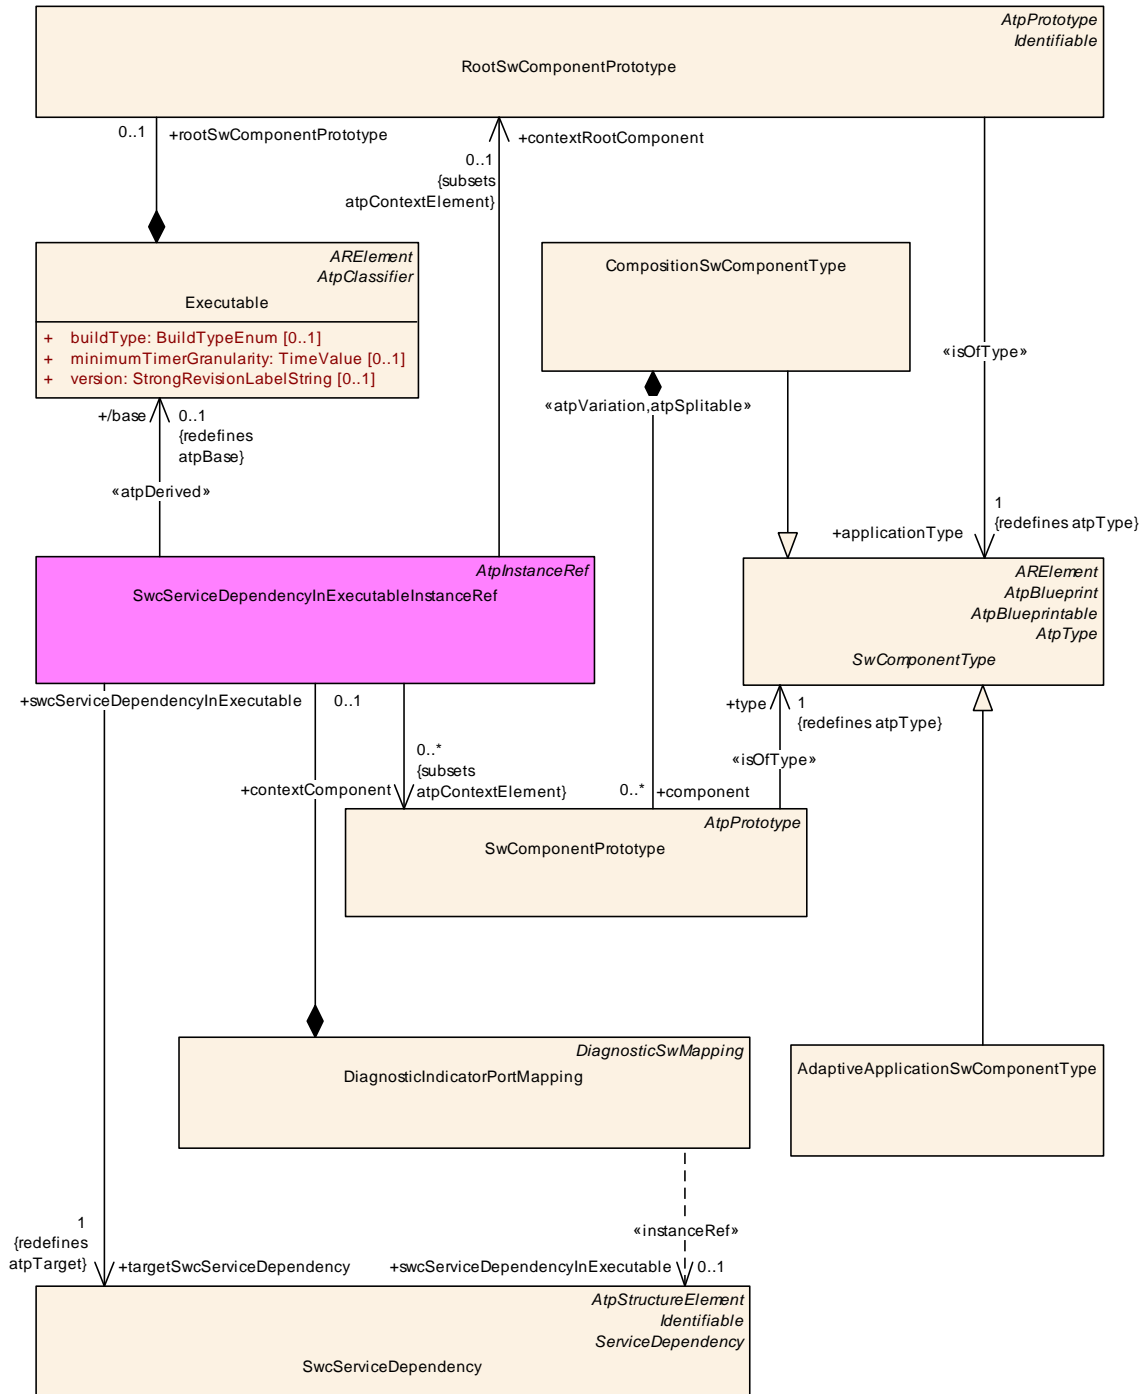 AtpPrototype
Identifiable
RootSwComponentPrototype
0..1
+rootSwComponentPrototype
+contextRootComponent
0..1
{subsets
atpContextElement}
ARElement
AtpClassifier
Executable
+ buildType: BuildTypeEnum [0..1]
+ minimumTimerGranularity: TimeValue [0..1]
+ version: StrongRevisionLabelString [0..1]
CompositionSwComponentType
«isOfType»
+/base
0..1
{redefines
atpBase}
«atpVariation,atpSplitable»
«atpDerived»
1
{redefines atpType}
+applicationType
AtpInstanceRef
SwcServiceDependencyInExecutableInstanceRef
ARElement
AtpBlueprint
AtpBlueprintable
AtpType
SwComponentType
+swcServiceDependencyInExecutable
0..1
+type
1
{redefines atpType}
0..*
{subsets
atpContextElement}
+contextComponent
«isOfType»
0..*
+component
AtpPrototype
SwComponentPrototype
DiagnosticSwMapping
DiagnosticIndicatorPortMapping
AdaptiveApplicationSwComponentType
1
{redefines
atpTarget}
+targetSwcServiceDependency
«instanceRef»
+swcServiceDependencyInExecutable
0..1
AtpStructureElement
Identifiable
ServiceDependency
SwcServiceDependency